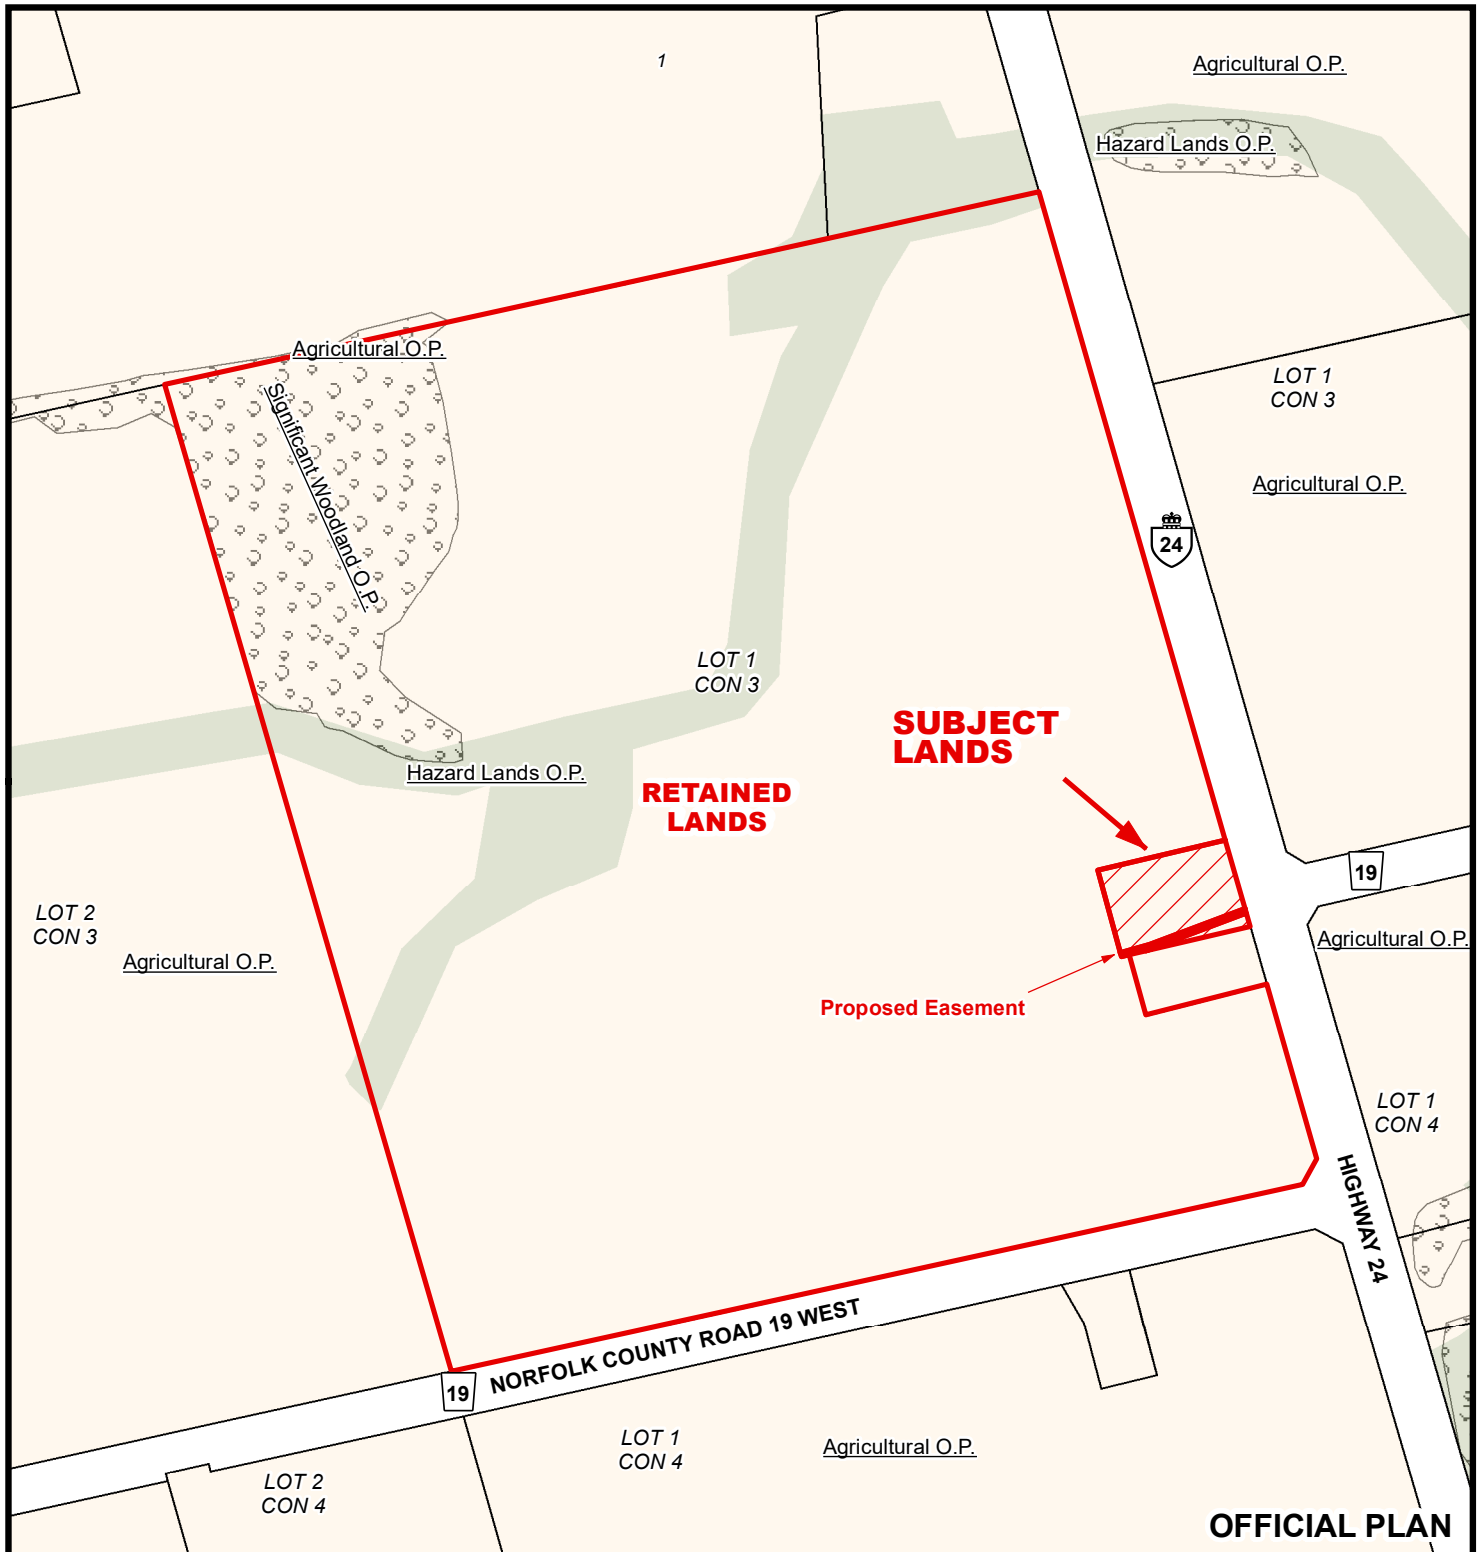 1
Agricultural O.P.
Hazard Lands O.P.
Agricultural O.P.
Significant Woodland O.P.
LOT 1
CON 3
Agricultural O.P.
24
LOT 1
CON 3
SUBJECT
LANDS
Hazard Lands O.P.
RETAINED
LANDS
19
LOT 2
CON 3
Agricultural O.P.
Agricultural O.P.
Proposed Easement
LOT 1
CON 4
HIGHWAY 24
NORFOLK COUNTY ROAD 19 WEST
19
LOT 1
CON 4
Agricultural O.P.
LOT 2
CON 4
OFFICIAL PLAN